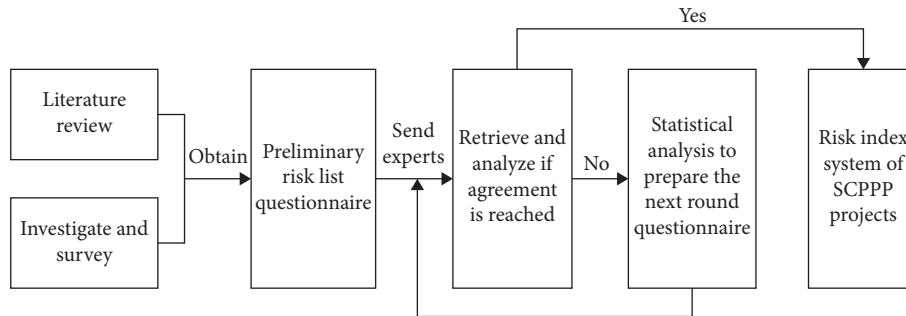 Yes
Literature
review
Investigate and
survey
Obtain
Preliminary
risk list
questionnaire
Send
experts
Retrieve and
analyze if
agreement
is reached
No
Statistical
analysis to
prepare the
next round
questionnaire
Risk index
system of
SCPPP
projects